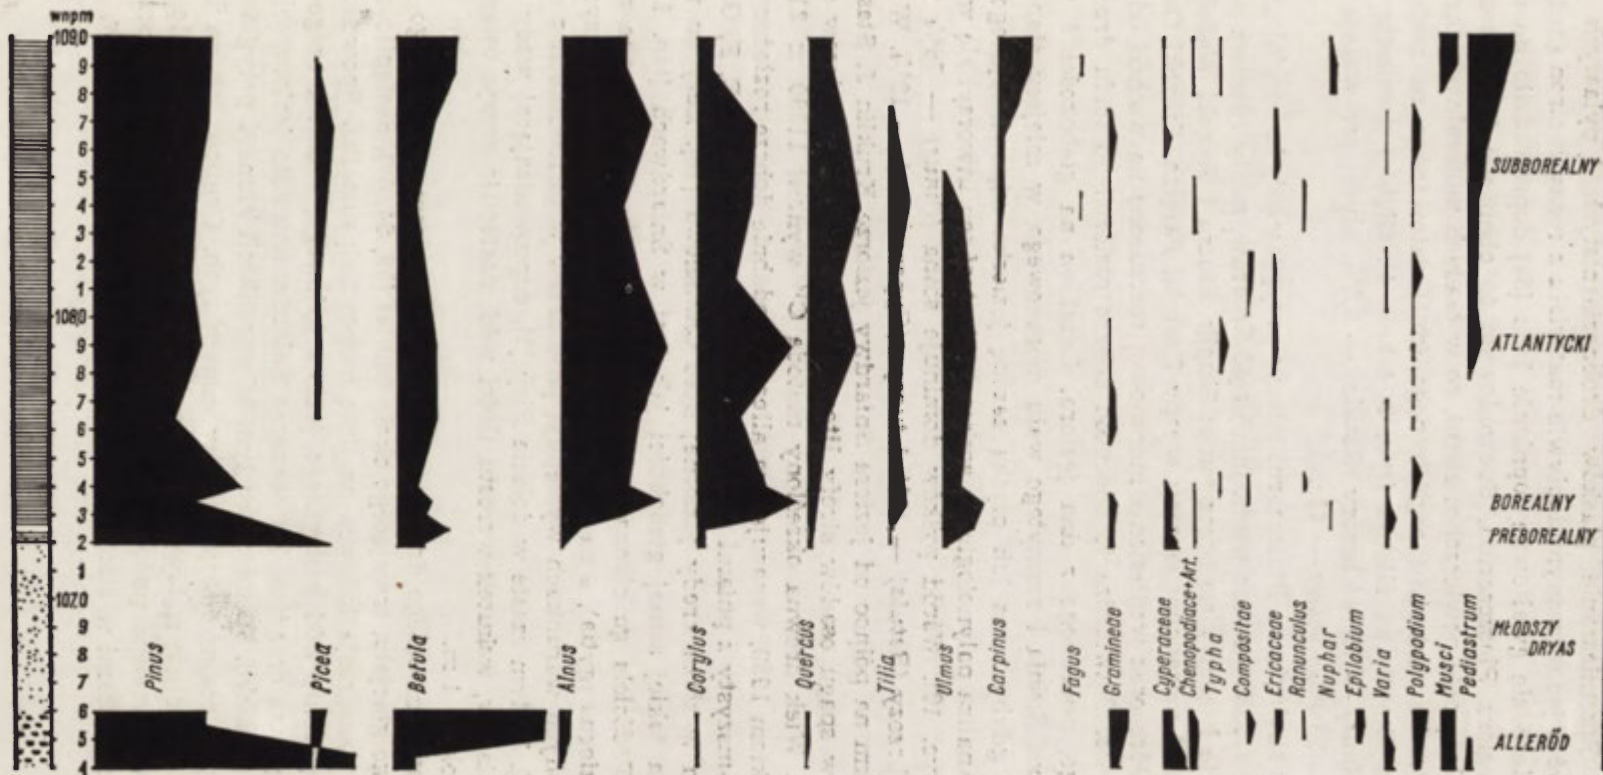 wnpm
1090
9
8
7
6
5
4
3
2
1
1080
9
8
7
6
5
4
3
2
1
1070
9
8
7
6
5
4
Pinus
Picea
Betula
Alnus
Corylus
Quercus
Tilia
Ulmus
Carpinus
Fagus
Gramineae
Cyperaceae
Chenopodiace+Art.
Typha
Compositae
Ericaceae
Ranunculus
Nuphar
Epilobium
Varia
Polypodium
Musci
Pediastrum
SUBBOREALNY
ATLANTYCKI
BOREALNY
PREBOREALNY
MŁODSZY
DRYAS
ALLERÖD